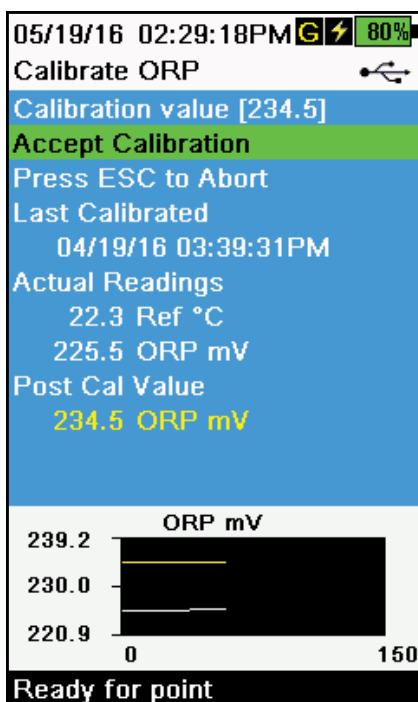 05/19/16 02:29:18PM G 80%
Calibrate ORP
Calibration value [234.5]
Accept Calibration
Press ESC to Abort
Last Calibrated
04/19/16 03:39:31PM
Actual Readings
22.3 Ref °C
225.5 ORP mV
Post Cal Value
234.5 ORP mV
ORP mV
239.2
230.0
220.9
0 150
Ready for point